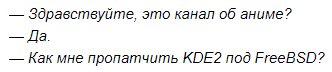 — Здравствуйте, это канал об аниме?
— Да.
— Как мне пропатчить KDE2 под FreeBSD?